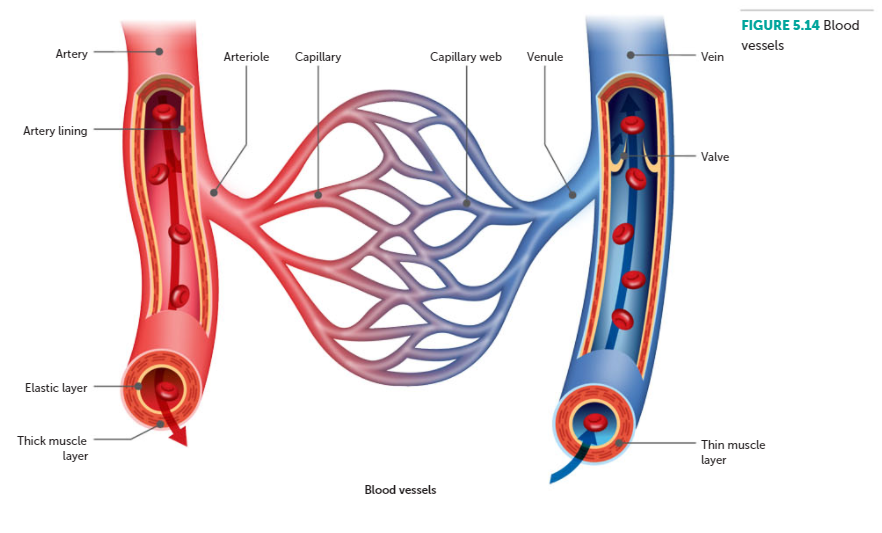 FIGURE 5.14 Blood
vessels
Artery
Arteriole
Capillary
Capillary web
Venule
Vein
Artery lining
Valve
Elastic layer
Thick muscle
layer
Thin muscle
layer
Blood vessels